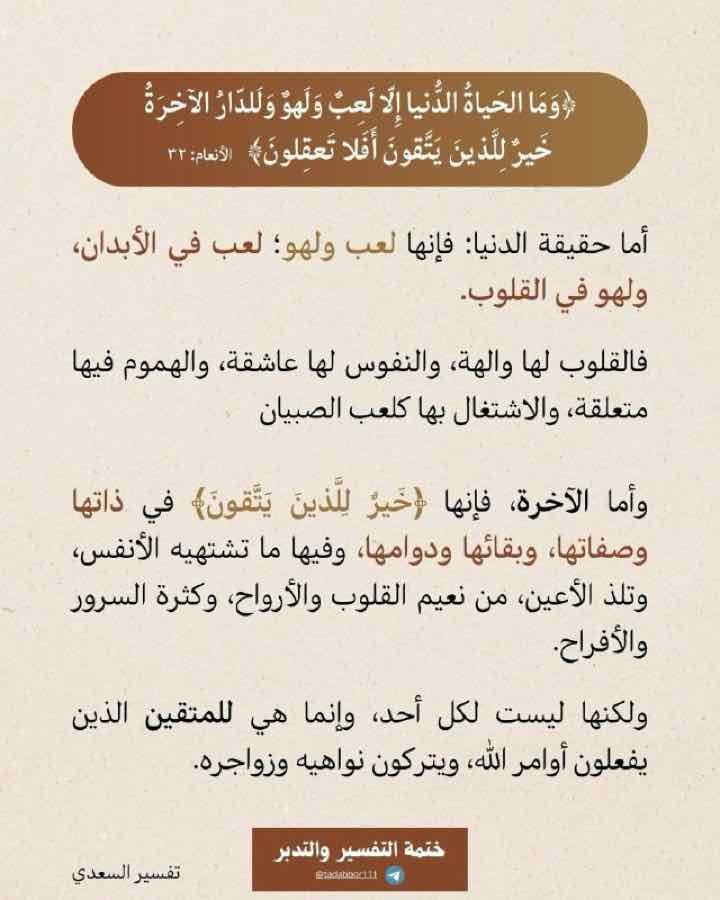 ﴿وَمَا الحَياةُ الدُّنيا إِلّا لَعِبٌ وَلَهوٌ وَلَلدّارُ الآخِرَةُ
خَيرٌ لِلَّذينَ يَتَّقونَ أَفَلا تَعقِلونَ﴾ الأنعام: ٣٢
أما حقيقة الدنيا: فإنها لعب ولهو؛ لعب في الأبدان،
ولهو في القلوب.
فالقلوب لها والهة، والنفوس لها عاشقة، والهموم فيها
متعلقة، والاشتغال بها كلعب الصبيان
وأما الآخرة، فإنها ﴿خَيرٌ لِلَّذينَ يَتَّقونَ﴾ في ذاتها
وصفاتها، وبقائها ودوامها، وفيها ما تشتهيه الأنفس،
وتلذ الأعين، من نعيم القلوب والأرواح، وكثرة السرور
والأفراح.
ولكنها ليست لكل أحد، وإنما هي للمتقين الذين
يفعلون أوامر الله، ويتركون نواهيه وزواجره.
ختمة التفسير والتدبر
@tadabbor111
تفسير السعدي